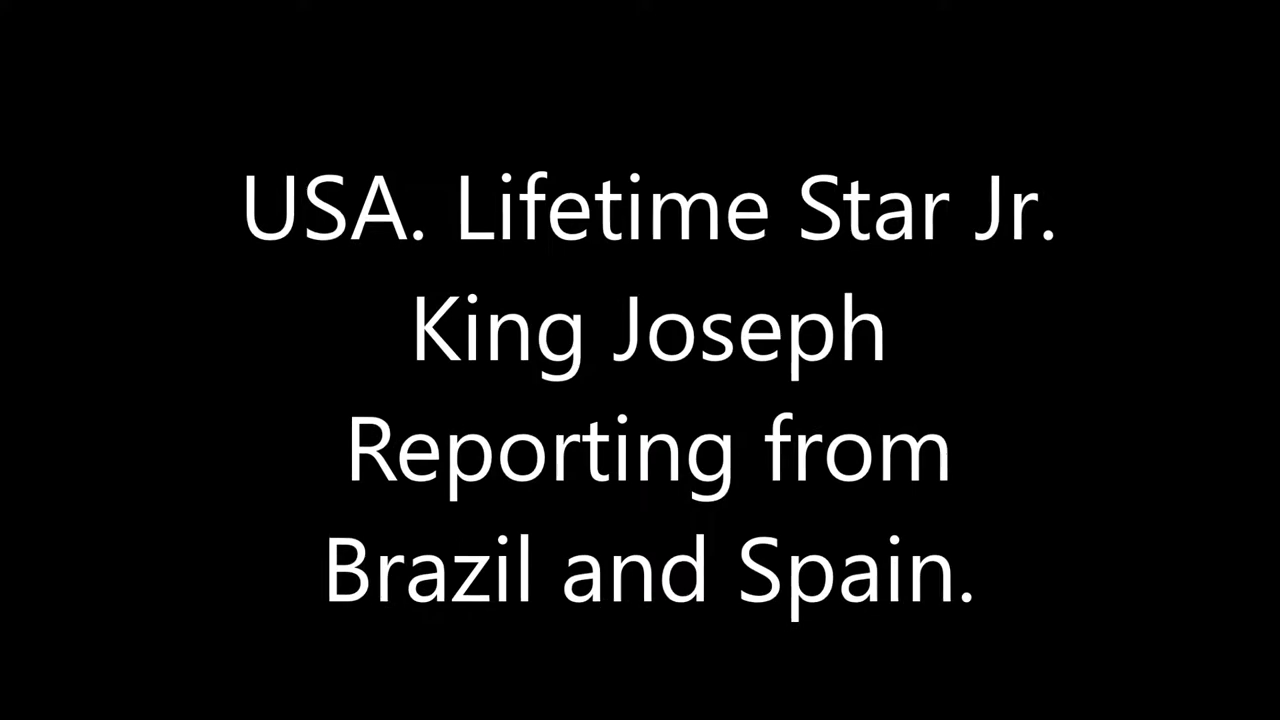 USA. Lifetime Star Jr.
King Joseph
Reporting from
Brazil and Spain.